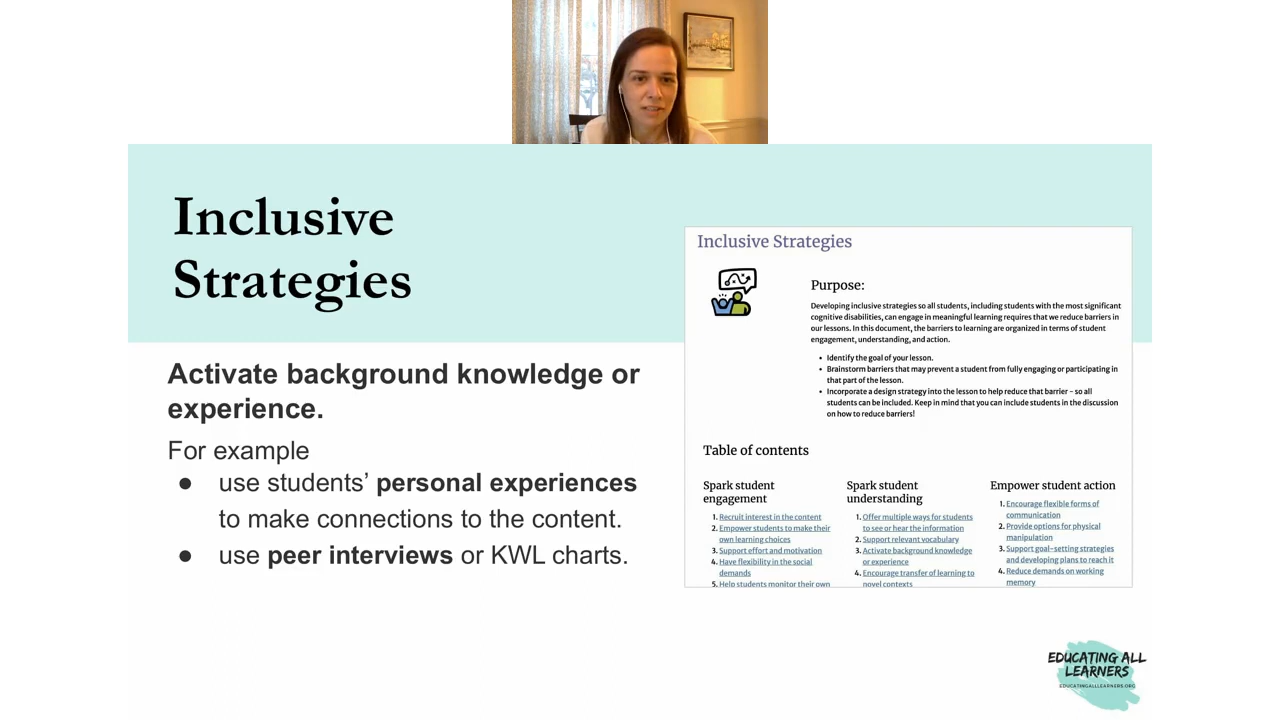 Inclusive
Strategies
Activate background knowledge or
experience.
For example
● use students’ personal experiences
to make connections to the content.
● use peer interviews or KWL charts.
Inclusive Strategies
Purpose:
Developing inclusive strategies so all students, including students with the most significant
cognitive disabilities, can engage in meaningful learning requires that we reduce barriers in
our lessons. In this document, the barriers to learning are organized in terms of student
engagement, understanding, and action.
• Identify the goal of your lesson.
• Brainstorm barriers that may prevent a student from fully engaging or participating in
that part of the lesson.
• Incorporate a design strategy into the lesson to help reduce that barrier – so all
students can be included. Keep in mind that you can include students in the discussion
on how to reduce barriers!
Table of contents
Spark student
engagement
1. Recruit interest in the content
2. Empower students to make their
own learning choices
3. Support effort and motivation
4. Have flexibility in the social
demands
5. Help students monitor their own
Spark student
understanding
1. Offer multiple ways for students
to see or hear the information
2. Support relevant vocabulary
3. Activate background knowledge
or experience
4. Encourage transfer of learning to
novel contexts
Empower student action
1. Encourage flexible forms of
communication
2. Provide options for physical
manipulation
3. Support goal-setting strategies
and developing plans to reach it
4. Reduce demands on working
memory
EDUCATING ALL
LEARNERS
EDUCATINGALLLEARNERS.ORG